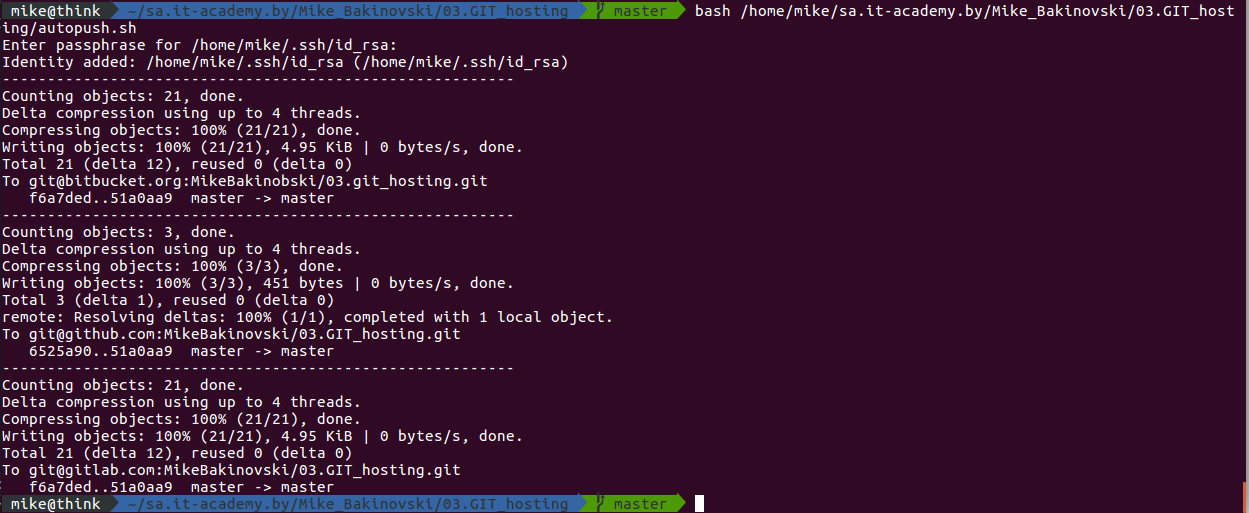 mike@think ~/sa.it-academy.by/Mike_Bakinovski/03.GIT_hosting master bash /home/mike/sa.it-academy.by/Mike_Bakinovski/03.GIT_host
ing/autopush.sh
Enter passphrase for /home/mike/.ssh/id_rsa:
Identity added: /home/mike/.ssh/id_rsa (/home/mike/.ssh/id_rsa)
---------------------------------------------------------
Counting objects: 21, done.
Delta compression using up to 4 threads.
Compressing objects: 100% (21/21), done.
Writing objects: 100% (21/21), 4.95 KiB | 0 bytes/s, done.
Total 21 (delta 12), reused 0 (delta 0)
To git@bitbucket.org:MikeBakinobski/03.git_hosting.git
   f6a7ded..51a0aa9  master -> master
---------------------------------------------------------
Counting objects: 3, done.
Delta compression using up to 4 threads.
Compressing objects: 100% (3/3), done.
Writing objects: 100% (3/3), 451 bytes | 0 bytes/s, done.
Total 3 (delta 1), reused 0 (delta 0)
remote: Resolving deltas: 100% (1/1), completed with 1 local object.
To git@github.com:MikeBakinovski/03.GIT_hosting.git
   6525a90..51a0aa9  master -> master
---------------------------------------------------------
Counting objects: 21, done.
Delta compression using up to 4 threads.
Compressing objects: 100% (21/21), done.
Writing objects: 100% (21/21), 4.95 KiB | 0 bytes/s, done.
Total 21 (delta 12), reused 0 (delta 0)
To git@gitlab.com:MikeBakinovski/03.GIT_hosting.git
   f6a7ded..51a0aa9  master -> master
mike@think ~/sa.it-academy.by/Mike_Bakinovski/03.GIT_hosting master